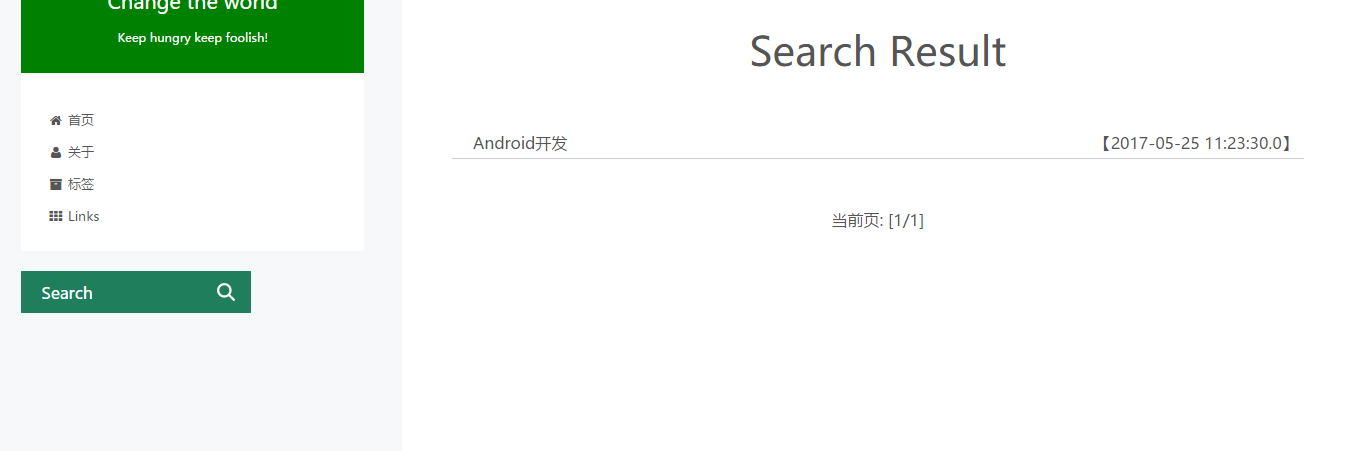 Change the world
Keep hungry keep foolish!
首页
关于
标签
Links
Search
Search Result
Android开发 【2017-05-25 11:23:30.0】
当前页: [1/1]